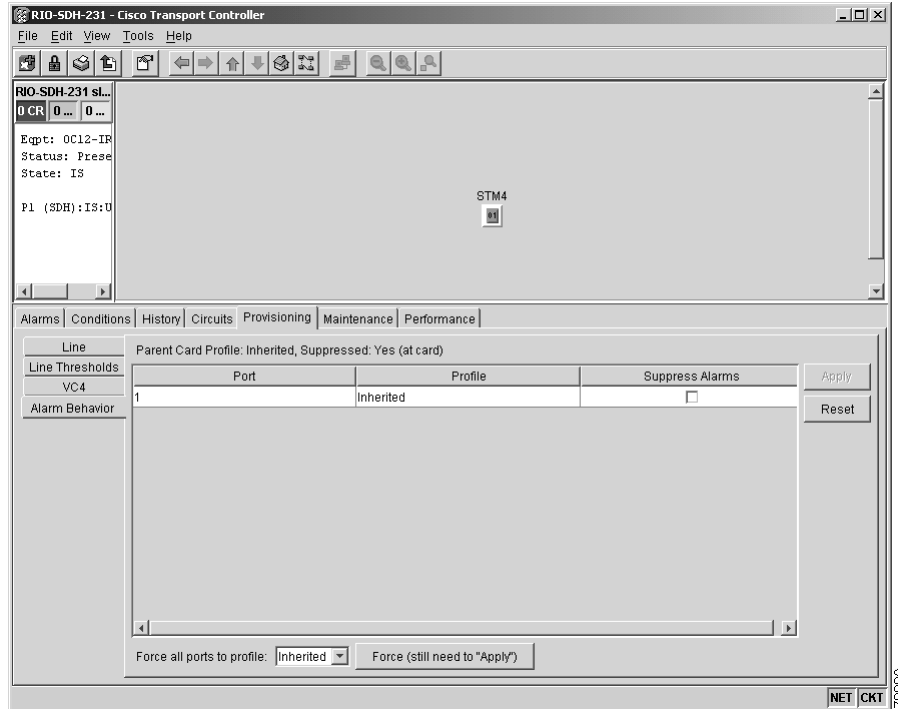 RIO-SDH-231 - Cisco Transport Controller
File Edit View Tools Help
RIO-SDH-231 sl...
0 CR 0 ... 0 ...
Eqpt: OC12-IR
Status: Prese
State: IS
P1 (SDH):IS:U
STM4
01
Alarms Conditions History Circuits Provisioning Maintenance Performance
Line
Line Thresholds
VC4
Alarm Behavior
Parent Card Profile: Inherited, Suppressed: Yes (at card)
Port Profile Suppress Alarms
1 Inherited
Apply
Reset
Force all ports to profile: Inherited Force (still need to "Apply")
NET CKT